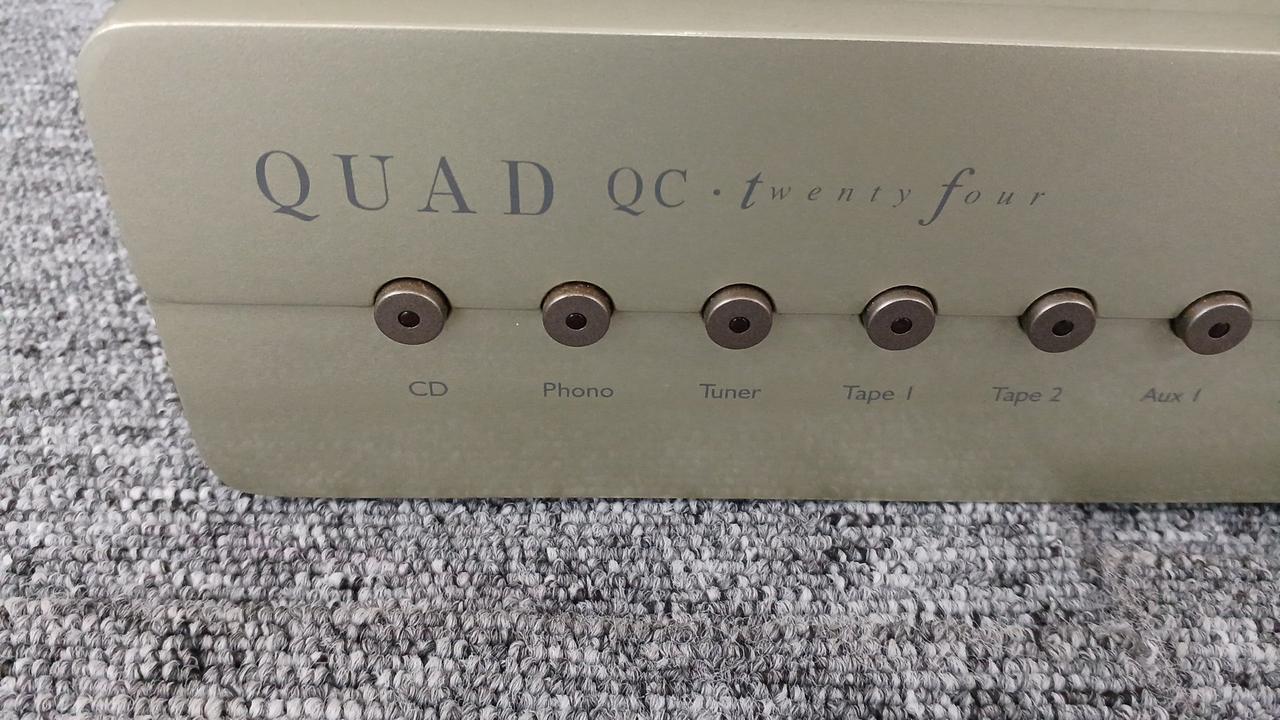 QUAD QC · twenty four
CD Phono Tuner Tape 1 Tape 2 Aux 1